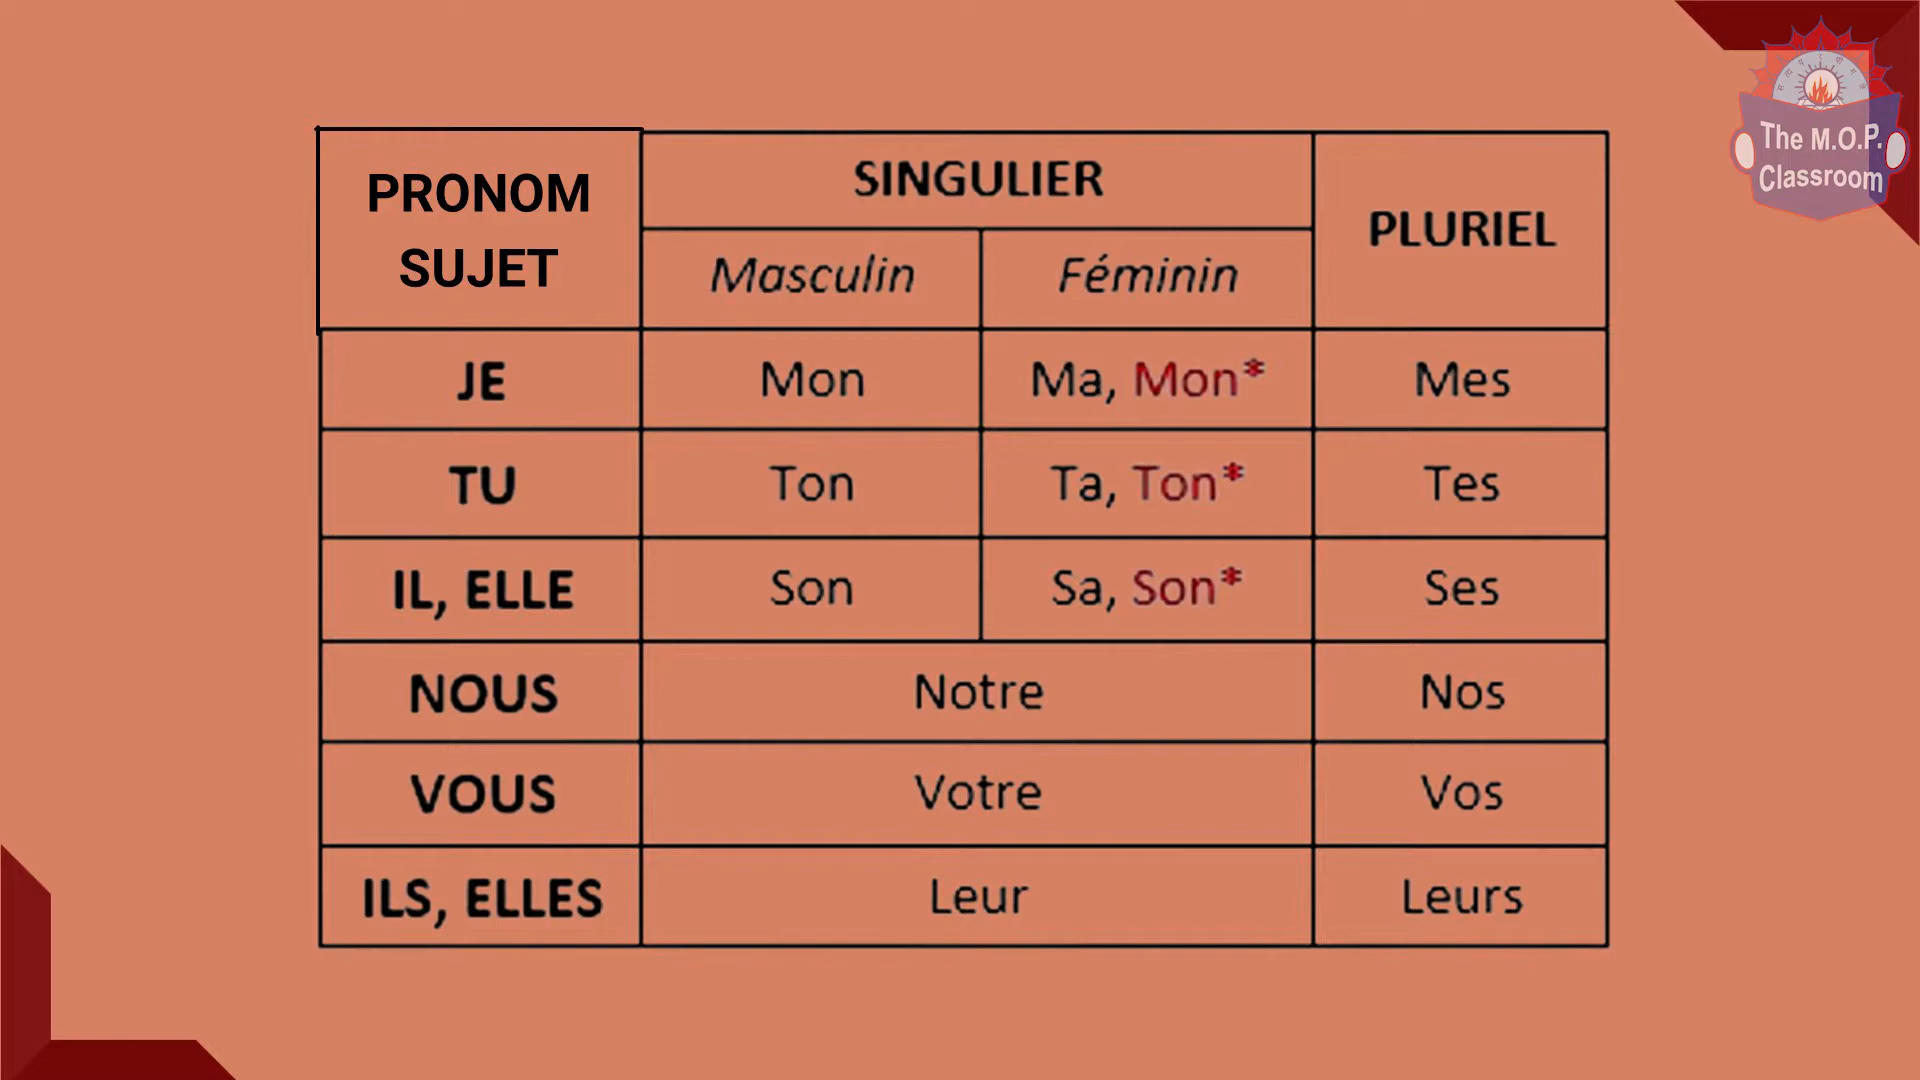 The M.O.P.
Classroom
PRONOM
SUJET
SINGULIER
PLURIEL
Masculin Féminin
JE Mon Ma, Mon* Mes
TU Ton Ta, Ton* Tes
IL, ELLE Son Sa, Son* Ses
NOUS Notre Nos
VOUS Votre Vos
ILS, ELLES Leur Leurs